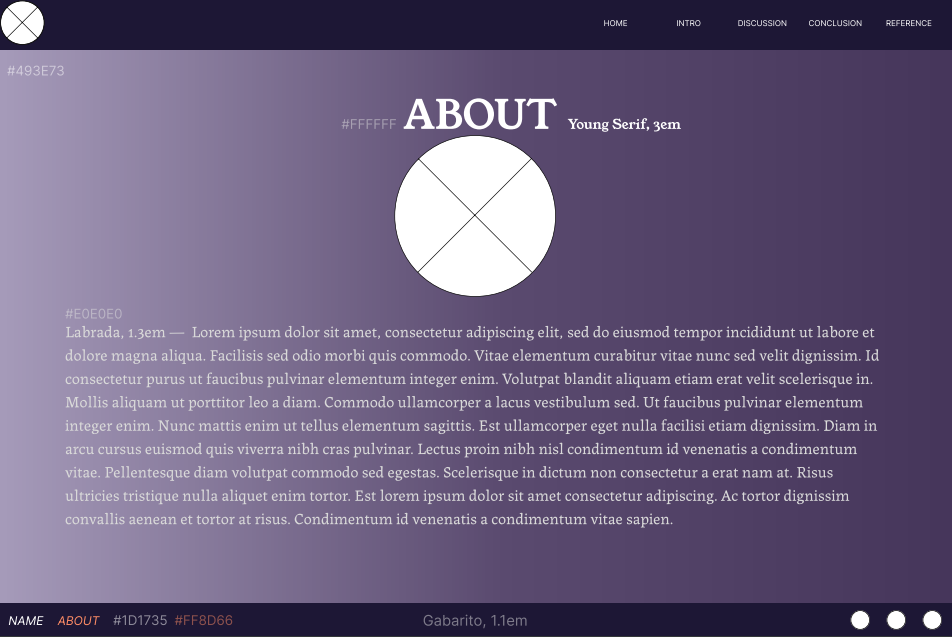 HOME INTRO DISCUSSION CONCLUSION REFERENCE
#493E73
#FFFFFF ABOUT Young Serif, 3em
#E0E0E0
Labrada, 1.3em — Lorem ipsum dolor sit amet, consectetur adipiscing elit, sed do eiusmod tempor incididunt ut labore et
dolore magna aliqua. Facilisis sed odio morbi quis commodo. Vitae elementum curabitur vitae nunc sed velit dignissim. Id
consectetur purus ut faucibus pulvinar elementum integer enim. Volutpat blandit aliquam etiam erat velit scelerisque in.
Mollis aliquam ut porttitor leo a diam. Commodo ullamcorper a lacus vestibulum sed. Ut faucibus pulvinar elementum
integer enim. Nunc mattis enim ut tellus elementum sagittis. Est ullamcorper eget nulla facilisi etiam dignissim. Diam in
arcu cursus euismod quis viverra nibh cras pulvinar. Lectus proin nibh nisl condimentum id venenatis a condimentum
vitae. Pellentesque diam volutpat commodo sed egestas. Scelerisque in dictum non consectetur a erat nam at. Risus
ultricies tristique nulla aliquet enim tortor. Est lorem ipsum dolor sit amet consectetur adipiscing. Ac tortor dignissim
convallis aenean et tortor at risus. Condimentum id venenatis a condimentum vitae sapien.
NAME ABOUT #1D1735 #FF8D66 Gabarito, 1.1em